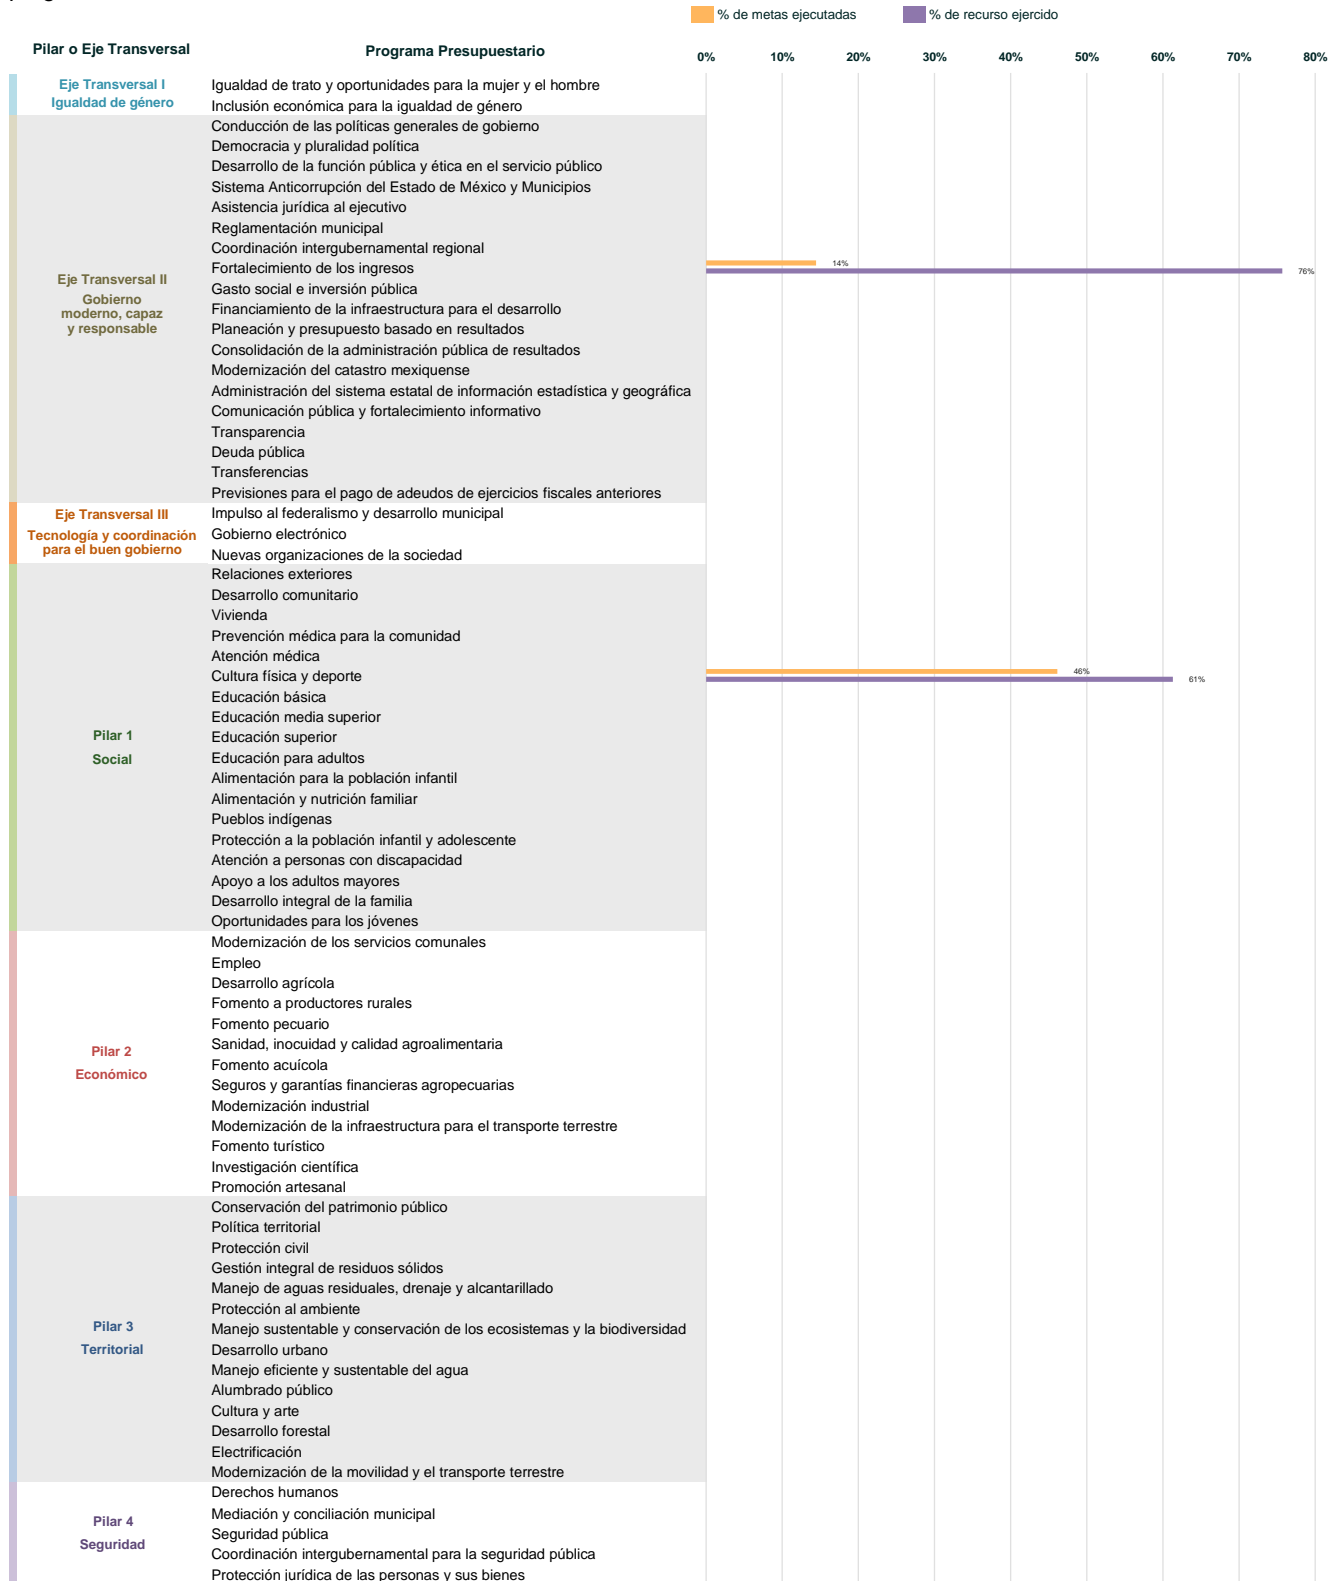 % de metas ejecutadas
% de recurso ejercido
Pilar o Eje Transversal
Programa Presupuestario
0% 10% 20% 30% 40% 50% 60% 70% 80%
Eje Transversal I
Igualdad de género
Igualdad de trato y oportunidades para la mujer y el hombre
Inclusión económica para la igualdad de género
Eje Transversal II
Gobierno
moderno, capaz
y responsable
Conducción de las políticas generales de gobierno
Democracia y pluralidad política
Desarrollo de la función pública y ética en el servicio público
Sistema Anticorrupción del Estado de México y Municipios
Asistencia jurídica al ejecutivo
Reglamentación municipal
Coordinación intergubernamental regional
Fortalecimiento de los ingresos
14%
76%
Gasto social e inversión pública
Financiamiento de la infraestructura para el desarrollo
Planeación y presupuesto basado en resultados
Consolidación de la administración pública de resultados
Modernización del catastro mexiquense
Administración del sistema estatal de información estadística y geográfica
Comunicación pública y fortalecimiento informativo
Transparencia
Deuda pública
Transferencias
Previsiones para el pago de adeudos de ejercicios fiscales anteriores
Eje Transversal III
Tecnología y coordinación
para el buen gobierno
Impulso al federalismo y desarrollo municipal
Gobierno electrónico
Nuevas organizaciones de la sociedad
Pilar 1
Social
Relaciones exteriores
Desarrollo comunitario
Vivienda
Prevención médica para la comunidad
Atención médica
Cultura física y deporte
46%
61%
Educación básica
Educación media superior
Educación superior
Educación para adultos
Alimentación para la población infantil
Alimentación y nutrición familiar
Pueblos indígenas
Protección a la población infantil y adolescente
Atención a personas con discapacidad
Apoyo a los adultos mayores
Desarrollo integral de la familia
Oportunidades para los jóvenes
Pilar 2
Económico
Modernización de los servicios comunales
Empleo
Desarrollo agrícola
Fomento a productores rurales
Fomento pecuario
Sanidad, inocuidad y calidad agroalimentaria
Fomento acuícola
Seguros y garantías financieras agropecuarias
Modernización industrial
Modernización de la infraestructura para el transporte terrestre
Fomento turístico
Investigación científica
Promoción artesanal
Pilar 3
Territorial
Conservación del patrimonio público
Política territorial
Protección civil
Gestión integral de residuos sólidos
Manejo de aguas residuales, drenaje y alcantarillado
Protección al ambiente
Manejo sustentable y conservación de los ecosistemas y la biodiversidad
Desarrollo urbano
Manejo eficiente y sustentable del agua
Alumbrado público
Cultura y arte
Desarrollo forestal
Electrificación
Modernización de la movilidad y el transporte terrestre
Pilar 4
Seguridad
Derechos humanos
Mediación y conciliación municipal
Seguridad pública
Coordinación intergubernamental para la seguridad pública
Protección jurídica de las personas y sus bienes